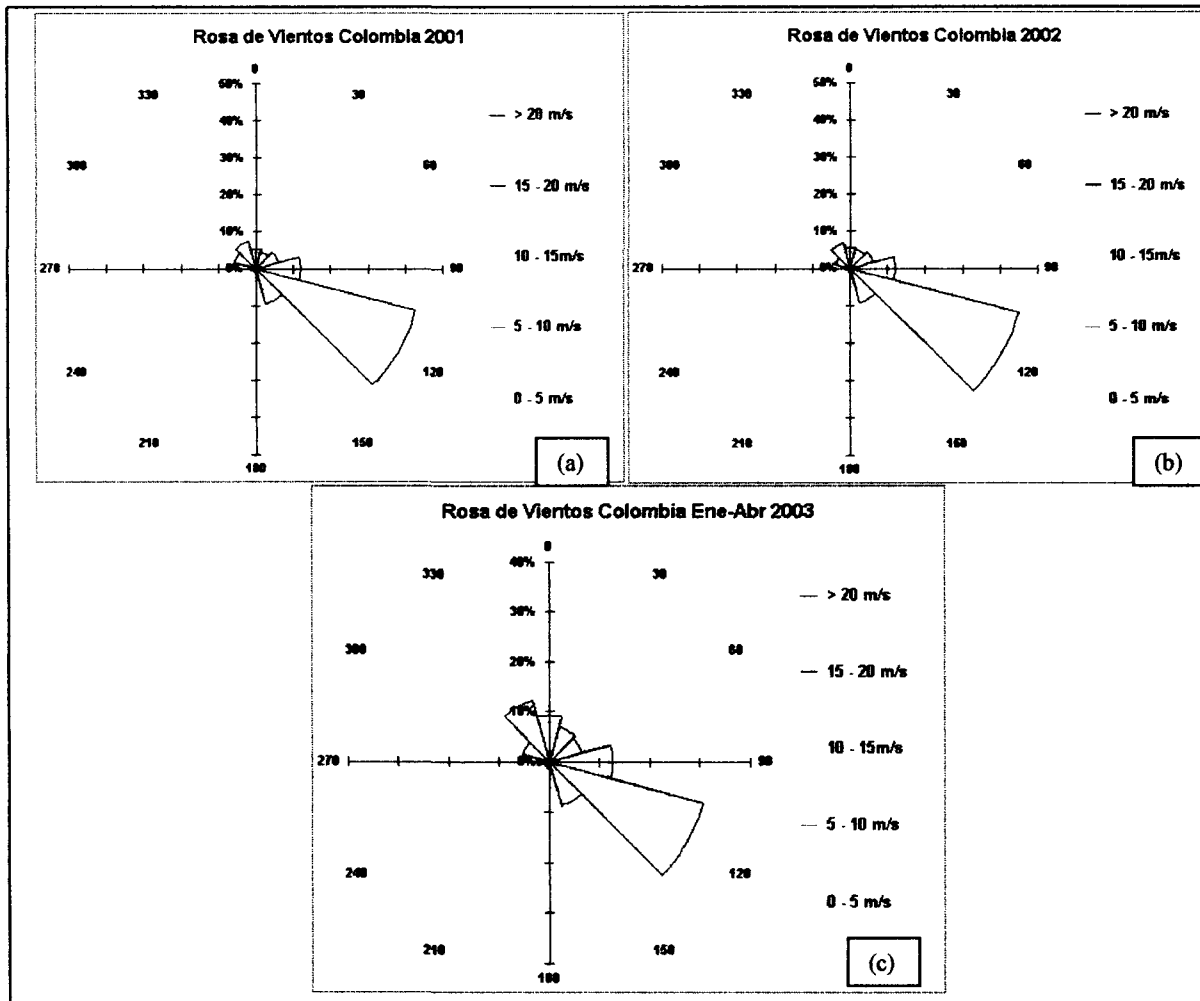 Rosa de Vientos Colombia 2001
0
30
60
90
120
150
180
210
240
270
300
330
50%
40%
30%
20%
10%
0%
> 20 m/s
15 - 20 m/s
10 - 15m/s
5 - 10 m/s
0 - 5 m/s
(a)
Rosa de Vientos Colombia 2002
0
30
60
90
120
150
180
210
240
270
300
330
50%
40%
30%
20%
10%
0%
> 20 m/s
15 - 20 m/s
10 - 15m/s
5 - 10 m/s
0 - 5 m/s
(b)
Rosa de Vientos Colombia Ene-Abr 2003
0
30
60
90
120
150
180
210
240
270
300
330
40%
30%
20%
10%
0%
> 20 m/s
15 - 20 m/s
10 - 15m/s
5 - 10 m/s
0 - 5 m/s
(c)